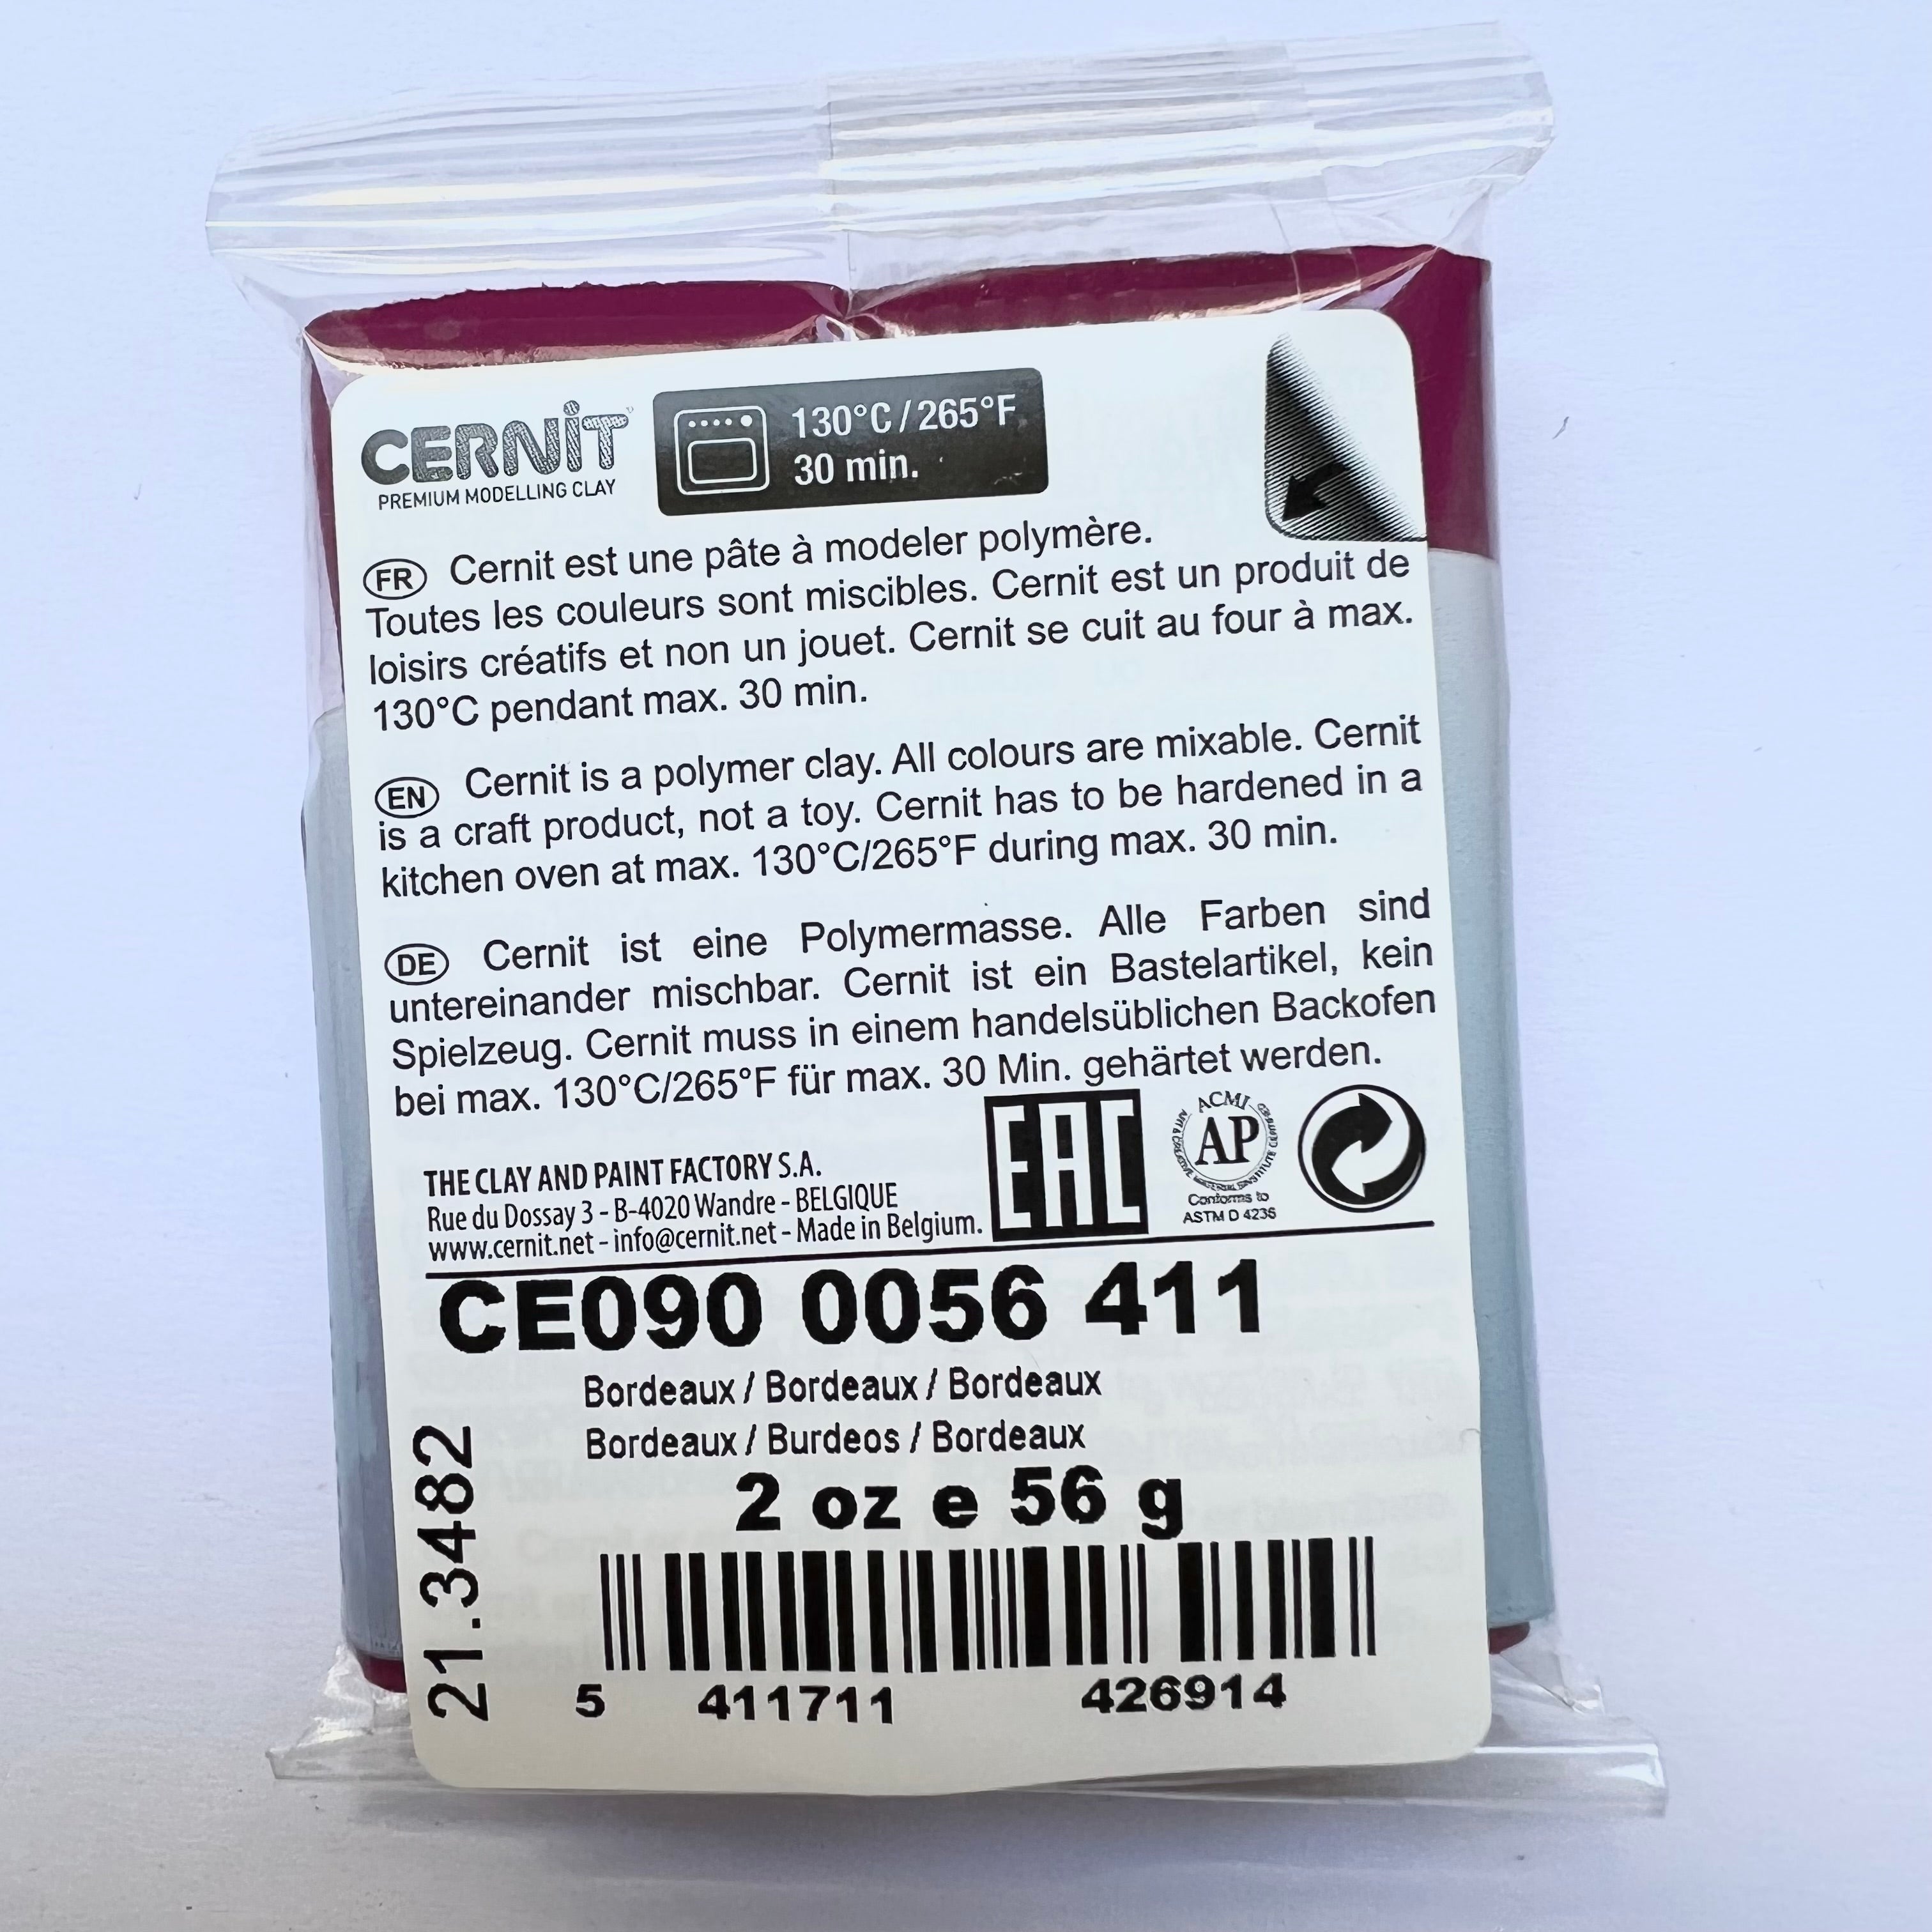 CERNiT
PREMIUM MODELLING CLAY
130°C/265°F
30 min.
FR Cernit est une pâte à modeler polymère.
Toutes les couleurs sont miscibles. Cernit est un produit de
loisirs créatifs et non un jouet. Cernit se cuit au four à max.
130°C pendant max. 30 min.
EN Cernit is a polymer clay. All colours are mixable. Cernit
is a craft product, not a toy. Cernit has to be hardened in a
kitchen oven at max. 130°C/265°F during max. 30 min.
DE Cernit ist eine Polymermasse. Alle Farben sind
untereinander mischbar. Cernit ist ein Bastelartikel, kein
Spielzeug. Cernit muss in einem handelsüblichen Backofen
bei max. 130°C/265°F für max. 30 Min. gehärtet werden.
THE CLAY AND PAINT FACTORY S.A.
Rue du Dossay 3 - B-4020 Wandre - BELGIQUE
www.cernit.net - info@cernit.net - Made in Belgium.
EAC
ACMI
AP
ART & CREATIVE MATERIALS INSTITUTE CERTIFIED
Conforms to
ASTM D 4236
CE090 0056 411
Bordeaux / Bordeaux / Bordeaux
Bordeaux / Burdeos / Bordeaux
2 oz e 56 g
21.3482
5 411711 426914